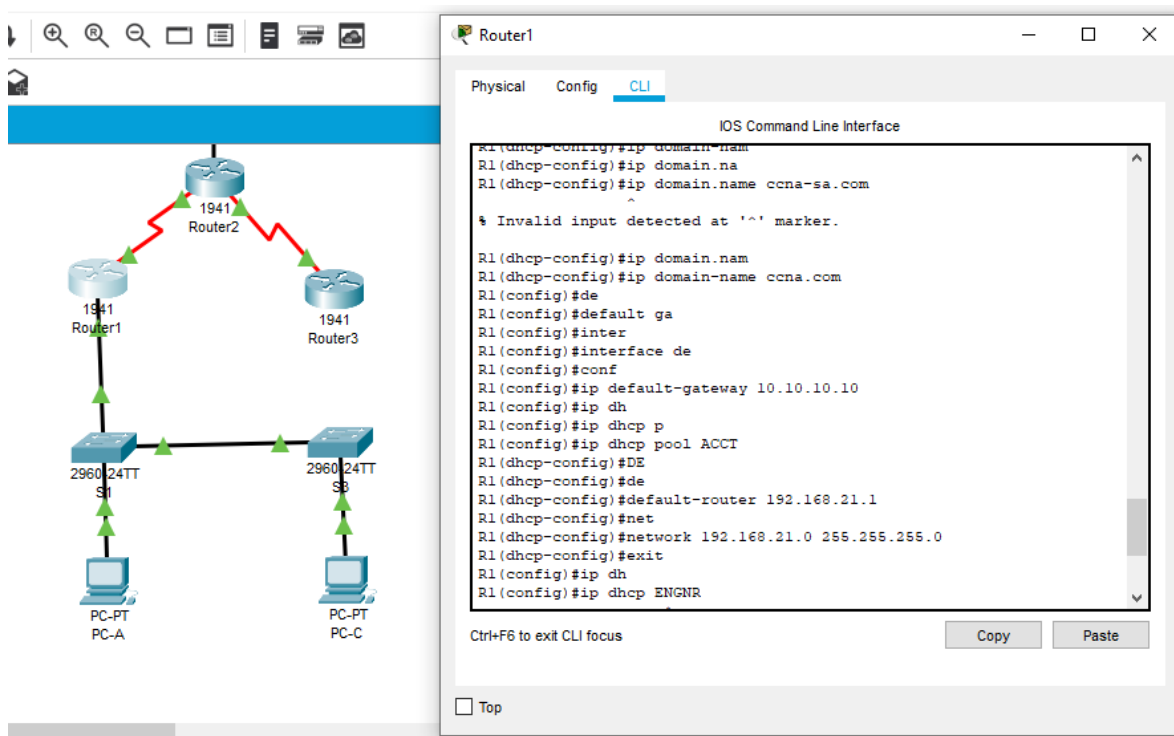 1941
Router2
1941
Router1
1941
Router3
2960-24TT
S1
2960-24TT
S3
PC-PT
PC-A
PC-PT
PC-C
Router1
Physical Config CLI
IOS Command Line Interface
R1(dhcp-config)#ip domain-nam
R1(dhcp-config)#ip domain.na
R1(dhcp-config)#ip domain.name ccna-sa.com
^
% Invalid input detected at '^' marker.
R1(dhcp-config)#ip domain.nam
R1(dhcp-config)#ip domain-name ccna.com
R1(config)#de
R1(config)#default ga
R1(config)#inter
R1(config)#interface de
R1(config)#conf
R1(config)#ip default-gateway 10.10.10.10
R1(config)#ip dh
R1(config)#ip dhcp p
R1(config)#ip dhcp pool ACCT
R1(dhcp-config)#DE
R1(dhcp-config)#de
R1(dhcp-config)#default-router 192.168.21.1
R1(dhcp-config)#net
R1(dhcp-config)#network 192.168.21.0 255.255.255.0
R1(dhcp-config)#exit
R1(config)#ip dh
R1(config)#ip dhcp ENGNR
Ctrl+F6 to exit CLI focus
Copy Paste
Top